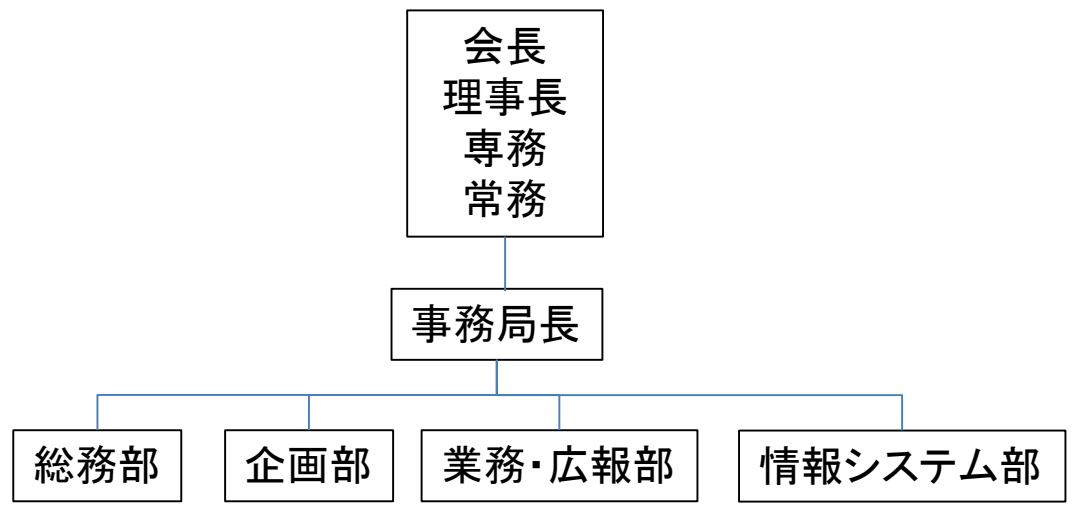 会長
理事長
専務
常務
事務局長
総務部
企画部
業務・広報部
情報システム部